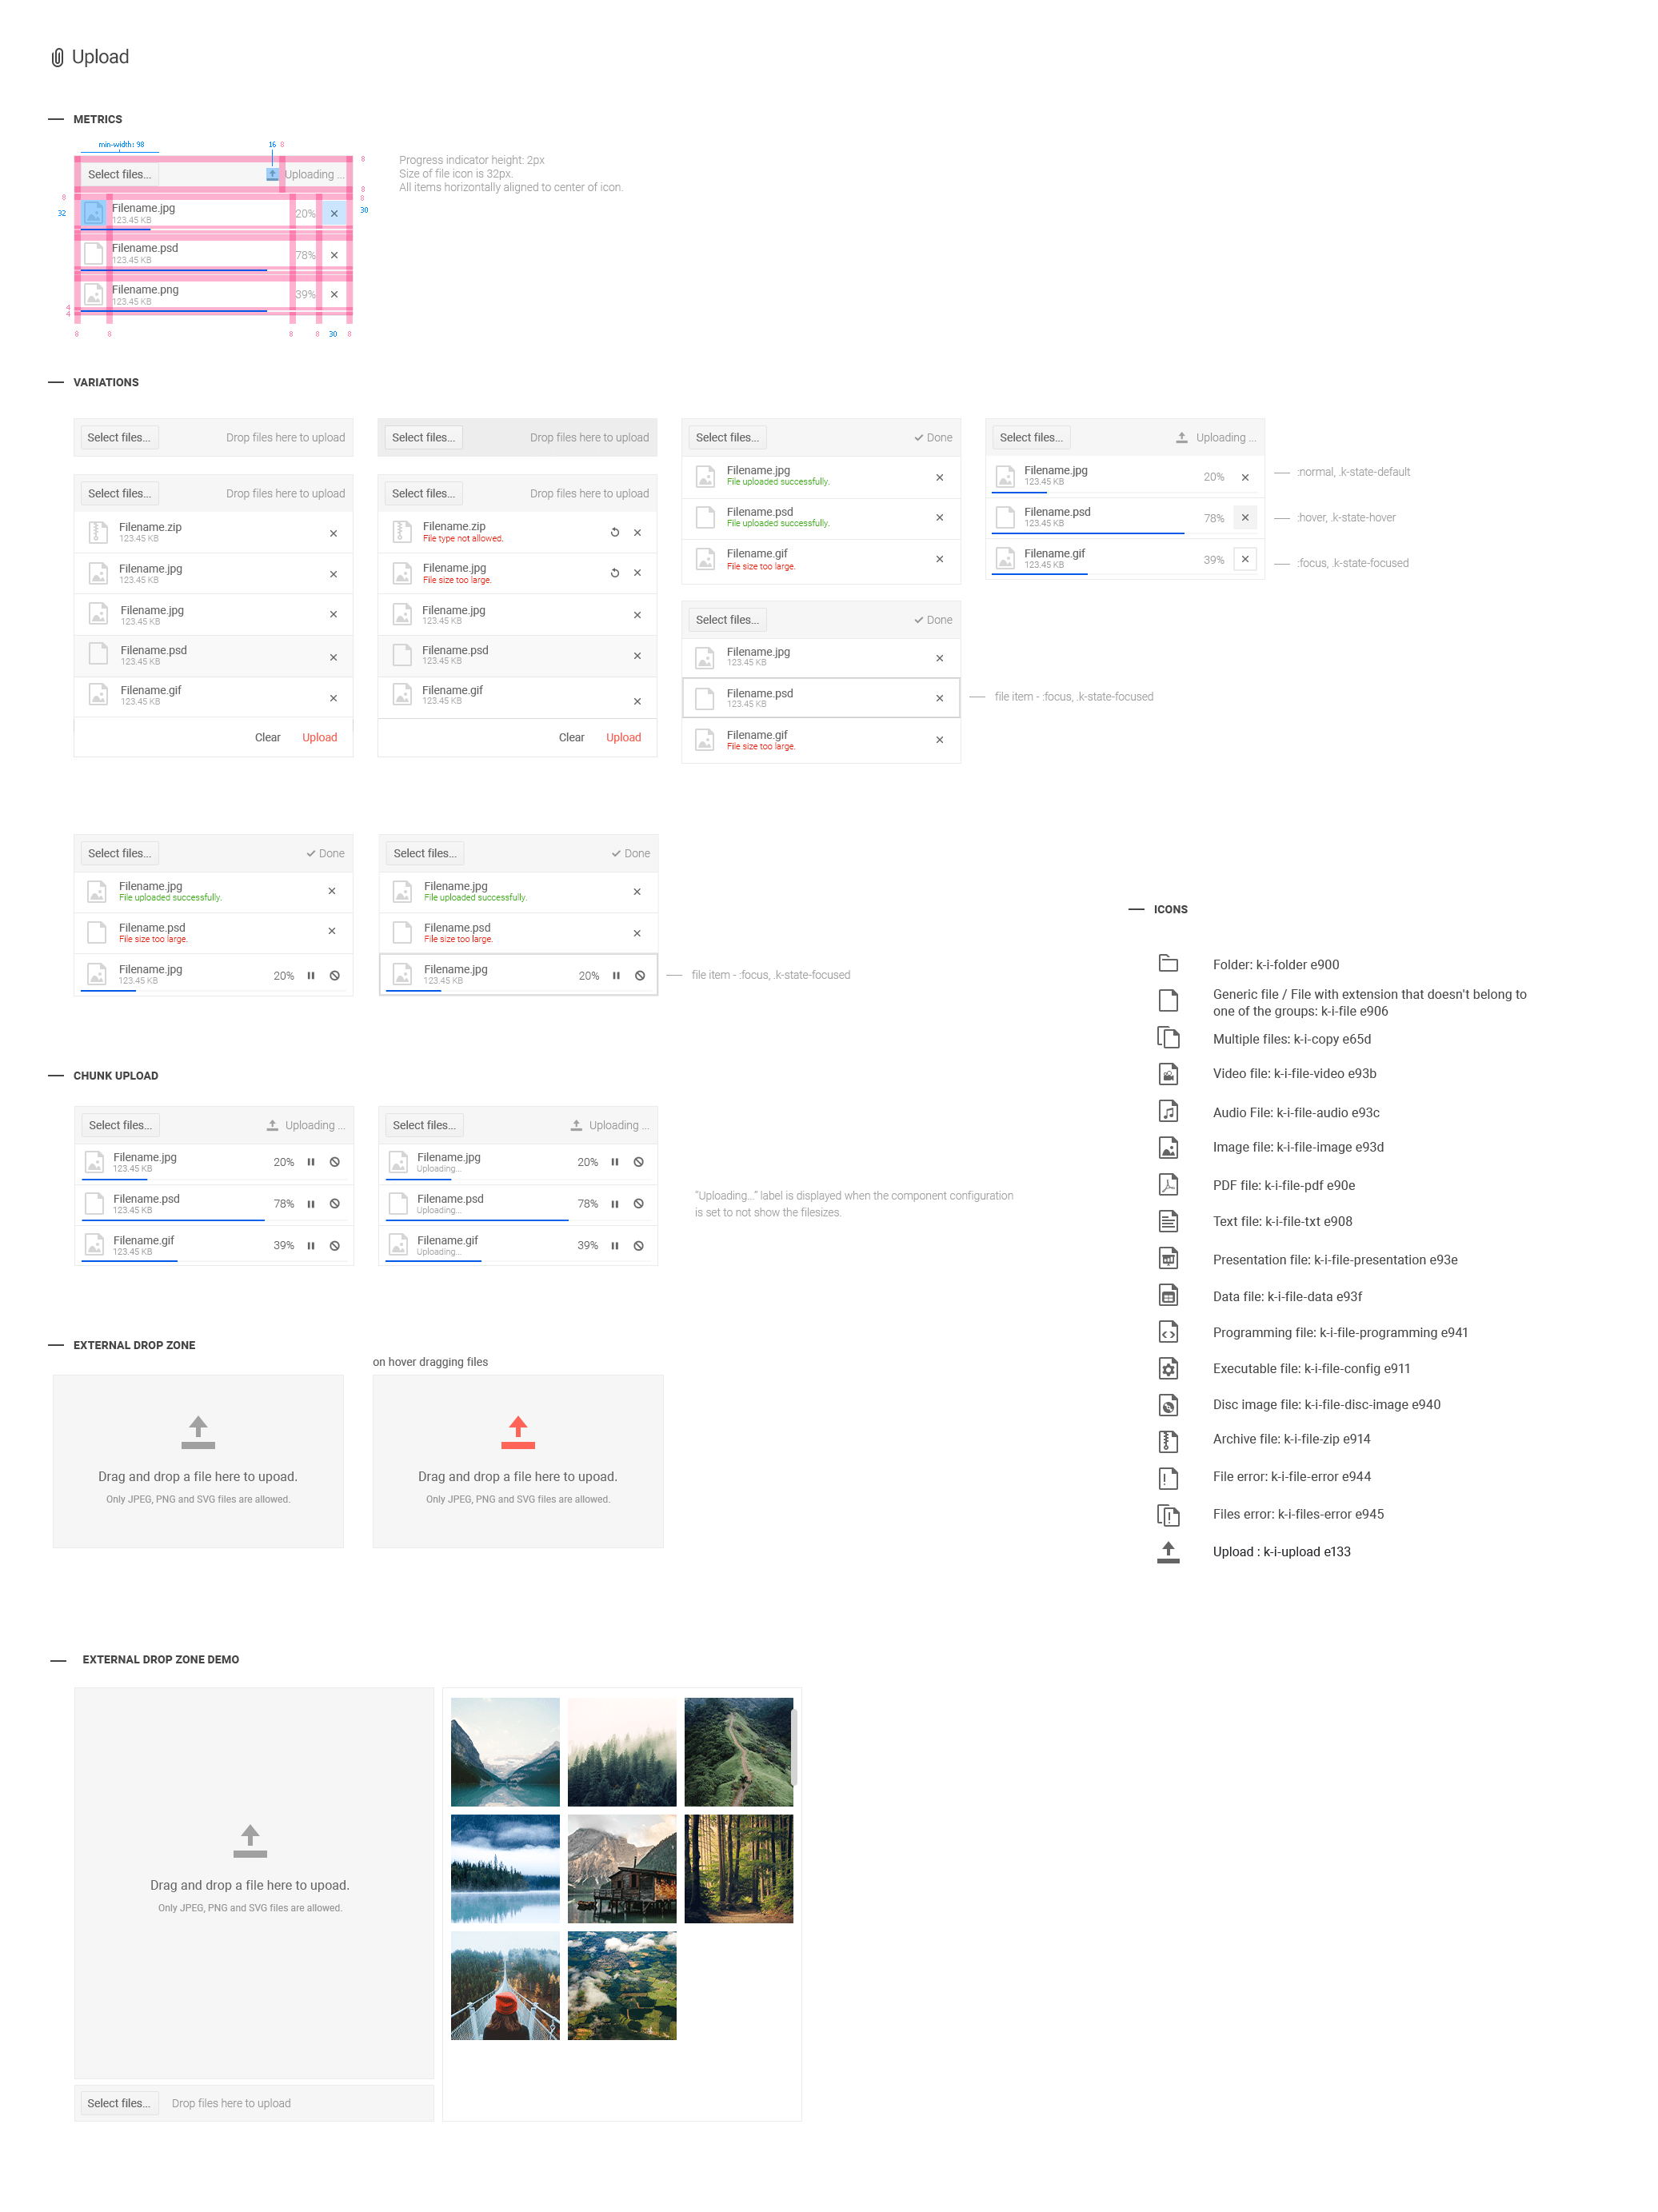 Upload
METRICS
min-width: 98
16
8
8
Select files...
Uploading ...
8
8
8
32
30
Filename.jpg
123.45 KB
20%
Filename.psd
123.45 KB
78%
Filename.png
123.45 KB
39%
4
4
8
8
8
8
30
8
Progress indicator height: 2px
Size of file icon is 32px.
All items horizontally aligned to center of icon.
VARIATIONS
Select files...
Drop files here to upload
Select files...
Drop files here to upload
Filename.zip
123.45 KB
Filename.jpg
123.45 KB
Filename.jpg
123.45 KB
Filename.psd
123.45 KB
Filename.gif
123.45 KB
Clear
Upload
Select files...
Drop files here to upload
Select files...
Drop files here to upload
Filename.zip
File type not allowed.
Filename.jpg
File size too large.
Filename.jpg
123.45 KB
Filename.psd
123.45 KB
Filename.gif
123.45 KB
Clear
Upload
Select files...
Done
Filename.jpg
File uploaded successfully.
Filename.psd
File uploaded successfully.
Filename.gif
File size too large.
Select files...
Done
Filename.jpg
123.45 KB
Filename.psd
123.45 KB
Filename.gif
File size too large.
file item - :focus, .k-state-focused
Select files...
Uploading ...
Filename.jpg
123.45 KB
20%
:normal, .k-state-default
Filename.psd
123.45 KB
78%
:hover, .k-state-hover
Filename.gif
123.45 KB
39%
:focus, .k-state-focused
Select files...
Done
Filename.jpg
File uploaded successfully.
Filename.psd
File size too large.
Filename.jpg
123.45 KB
20%
Select files...
Done
Filename.jpg
File uploaded successfully.
Filename.psd
File size too large.
Filename.jpg
123.45 KB
20%
file item - :focus, .k-state-focused
CHUNK UPLOAD
Select files...
Uploading ...
Filename.jpg
123.45 KB
20%
Filename.psd
123.45 KB
78%
Filename.gif
123.45 KB
39%
Select files...
Uploading ...
Filename.jpg
Uploading...
20%
Filename.psd
Uploading...
78%
Filename.gif
Uploading...
39%
“Uploading...” label is displayed when the component configuration
is set to not show the filesizes.
EXTERNAL DROP ZONE
Drag and drop a file here to upoad.
Only JPEG, PNG and SVG files are allowed.
on hover dragging files
Drag and drop a file here to upoad.
Only JPEG, PNG and SVG files are allowed.
ICONS
Folder: k-i-folder e900
Generic file / File with extension that doesn't belong to
one of the groups: k-i-file e906
Multiple files: k-i-copy e65d
Video file: k-i-file-video e93b
Audio File: k-i-file-audio e93c
Image file: k-i-file-image e93d
PDF file: k-i-file-pdf e90e
Text file: k-i-file-txt e908
Presentation file: k-i-file-presentation e93e
Data file: k-i-file-data e93f
Programming file: k-i-file-programming e941
Executable file: k-i-file-config e911
Disc image file: k-i-file-disc-image e940
Archive file: k-i-file-zip e914
File error: k-i-file-error e944
Files error: k-i-files-error e945
Upload : k-i-upload e133
EXTERNAL DROP ZONE DEMO
Drag and drop a file here to upoad.
Only JPEG, PNG and SVG files are allowed.
Select files...
Drop files here to upload